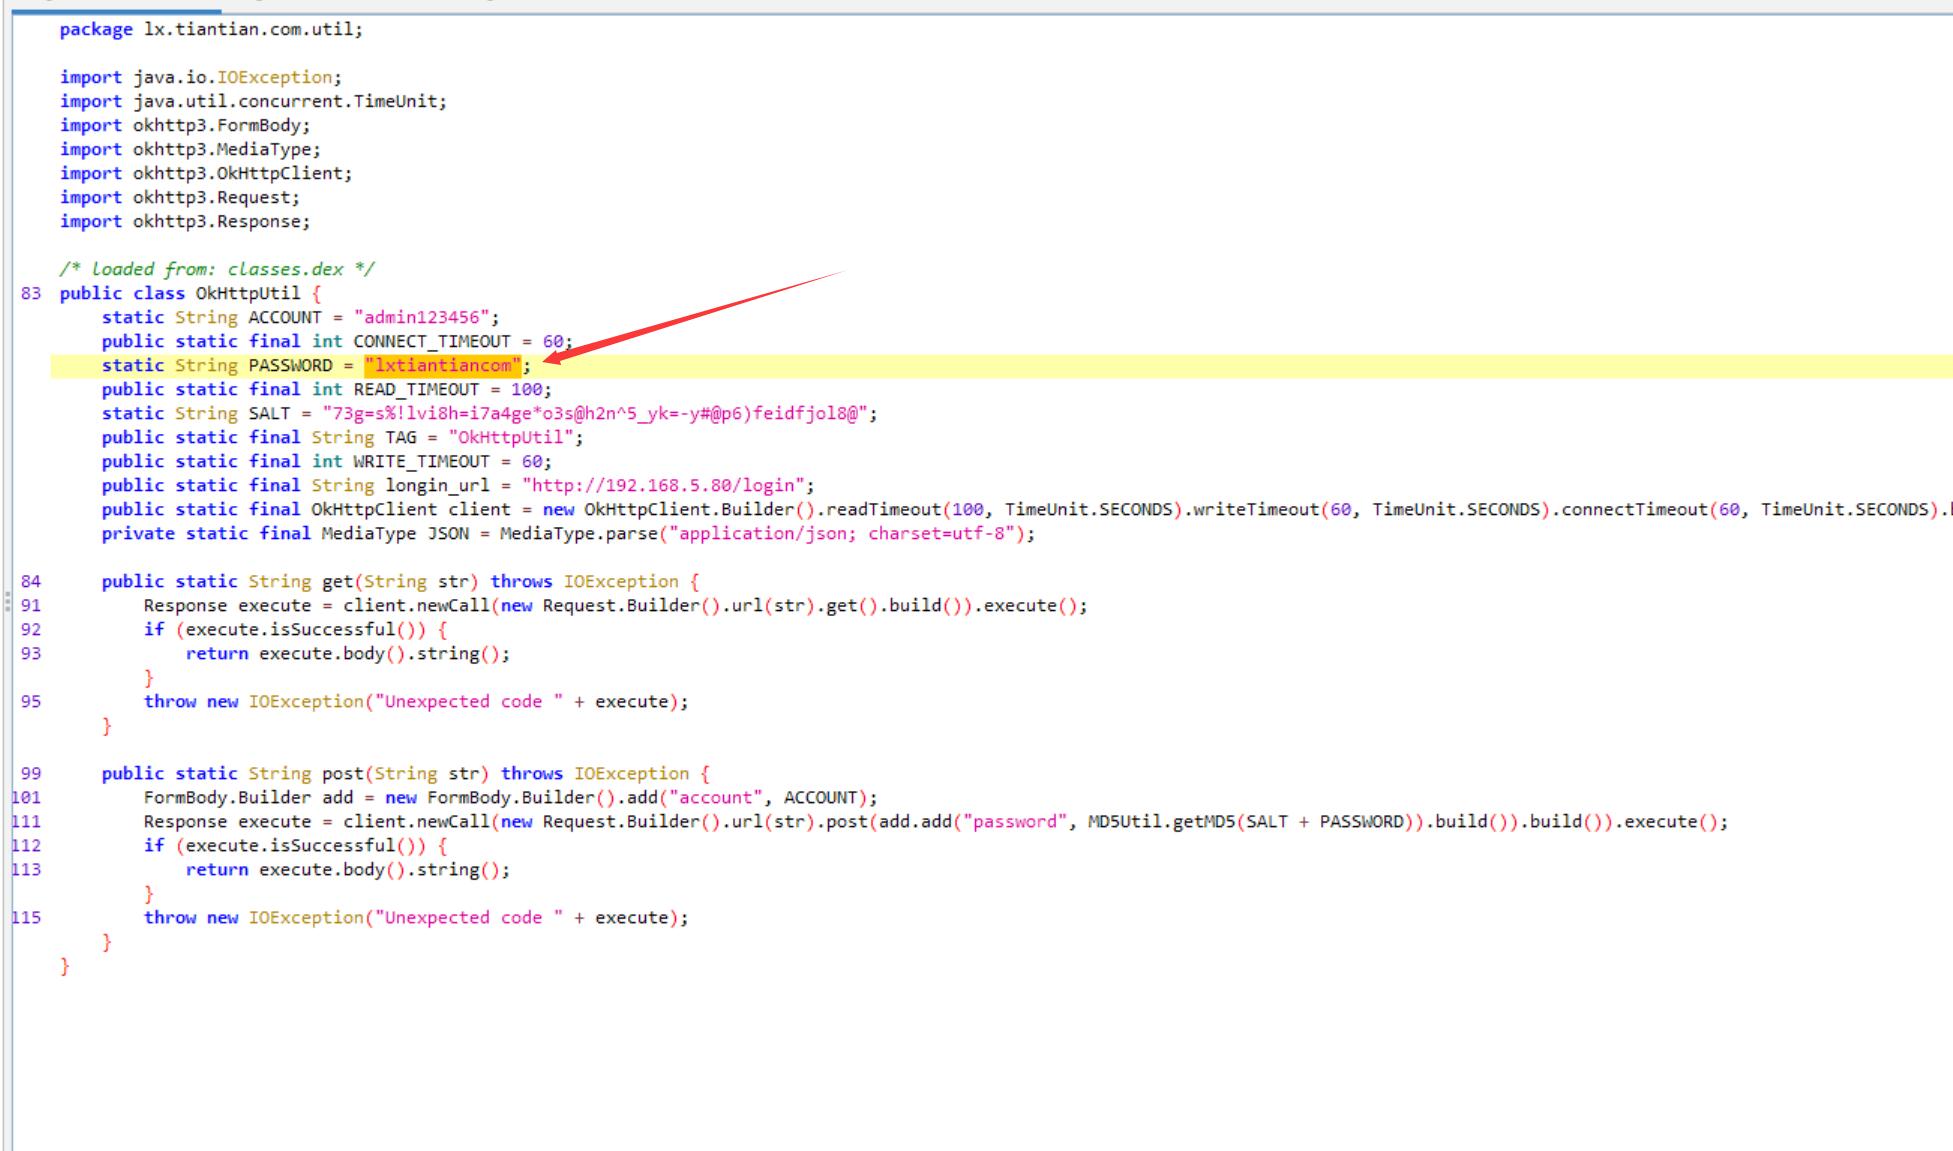 package lx.tiantian.com.util;
import java.io.IOException;
import java.util.concurrent.TimeUnit;
import okhttp3.FormBody;
import okhttp3.MediaType;
import okhttp3.OkHttpClient;
import okhttp3.Request;
import okhttp3.Response;
/* loaded from: classes.dex */
83 public class OkHttpUtil {
static String ACCOUNT = "admin123456";
public static final int CONNECT_TIMEOUT = 60;
static String PASSWORD = "lxtiantiancom";
public static final int READ_TIMEOUT = 100;
static String SALT = "73g=s%!lvi8h=i7a4ge*o3s@h2n^5_yk=-y#@p6)feidfjol8@";
public static final String TAG = "OkHttpUtil";
public static final int WRITE_TIMEOUT = 60;
public static final String longin_url = "http://192.168.5.80/login";
public static final OkHttpClient client = new OkHttpClient.Builder().readTimeout(100, TimeUnit.SECONDS).writeTimeout(60, TimeUnit.SECONDS).connectTimeout(60, TimeUnit.SECONDS).
private static final MediaType JSON = MediaType.parse("application/json; charset=utf-8");
84 public static String get(String str) throws IOException {
91 Response execute = client.newCall(new Request.Builder().url(str).get().build()).execute();
92 if (execute.isSuccessful()) {
93 return execute.body().string();
}
95 throw new IOException("Unexpected code " + execute);
}
99 public static String post(String str) throws IOException {
101 FormBody.Builder add = new FormBody.Builder().add("account", ACCOUNT);
111 Response execute = client.newCall(new Request.Builder().url(str).post(add.add("password", MD5Util.getMD5(SALT + PASSWORD)).build()).build()).execute();
112 if (execute.isSuccessful()) {
113 return execute.body().string();
}
115 throw new IOException("Unexpected code " + execute);
}
}